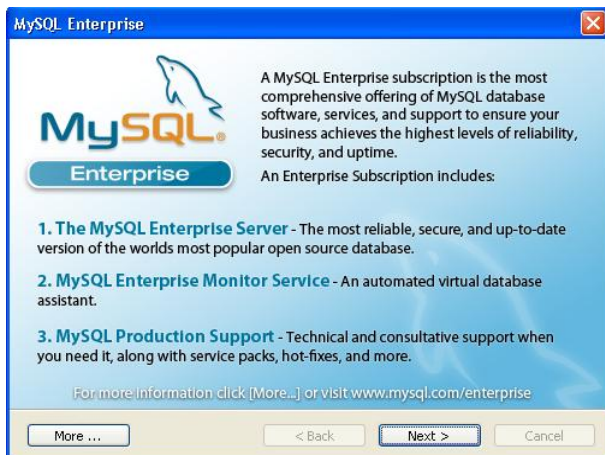 MySQL Enterprise
MySQL®
Enterprise
A MySQL Enterprise subscription is the most
comprehensive offering of MySQL database
software, services, and support to ensure your
business achieves the highest levels of reliability,
security, and uptime.
An Enterprise Subscription includes:
1. The MySQL Enterprise Server - The most reliable, secure, and up-to-date
version of the worlds most popular open source database.
2. MySQL Enterprise Monitor Service - An automated virtual database
assistant.
3. MySQL Production Support - Technical and consultative support when
you need it, along with service packs, hot-fixes, and more.
For more information click [More...] or visit www.mysql.com/enterprise
More ...
< Back
Next >
Cancel